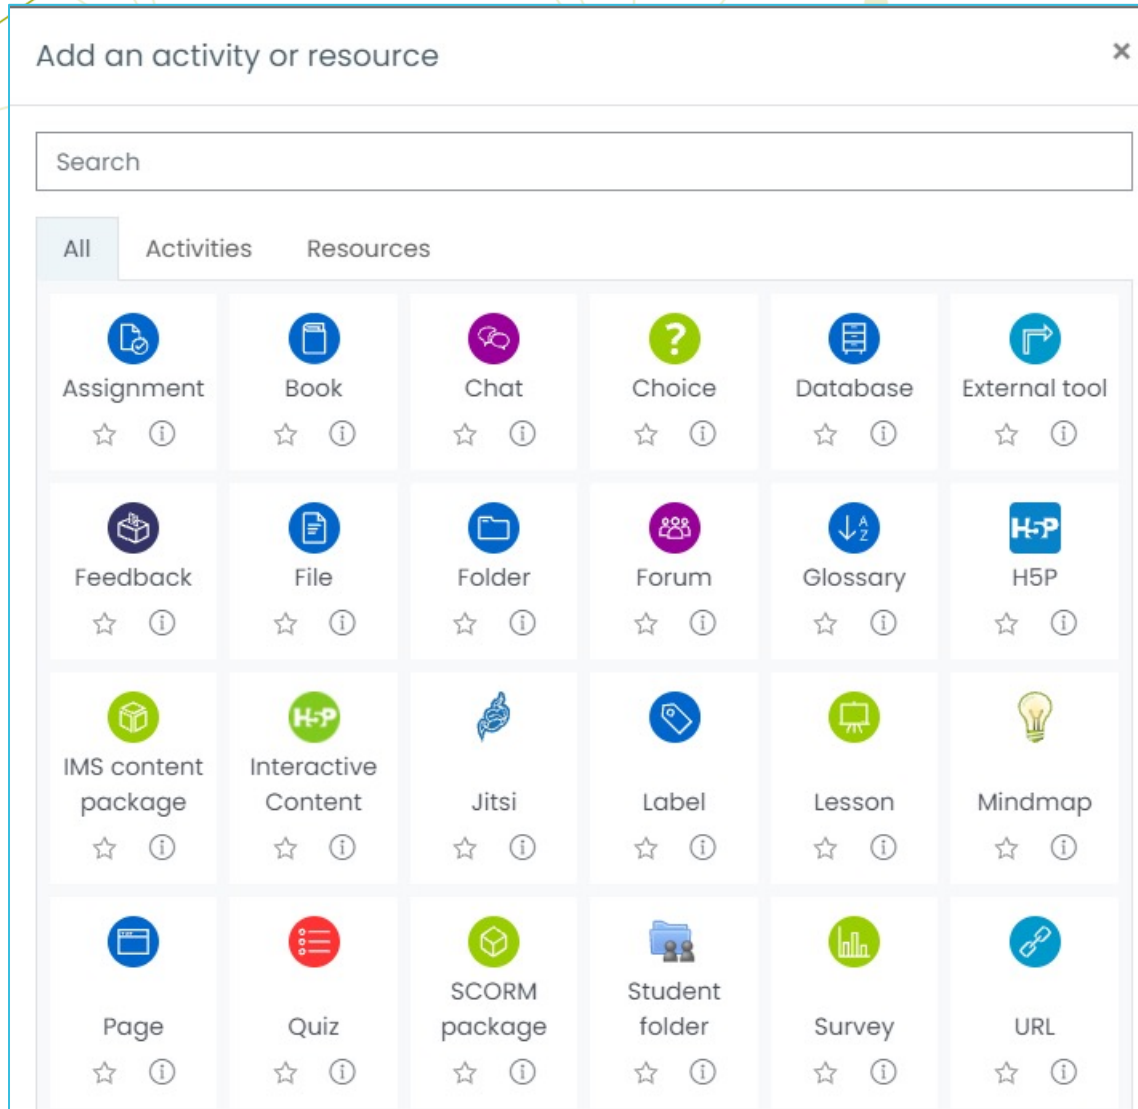 Add an activity or resource ×
Search
All Activities Resources
Assignment Book Chat Choice Database External tool
Feedback File Folder Forum Glossary H5P
H5P
IMS content Interactive
package Content Jitsi Label Lesson Mindmap
H5P
SCORM Student
Page Quiz package folder Survey URL
A
Z
?